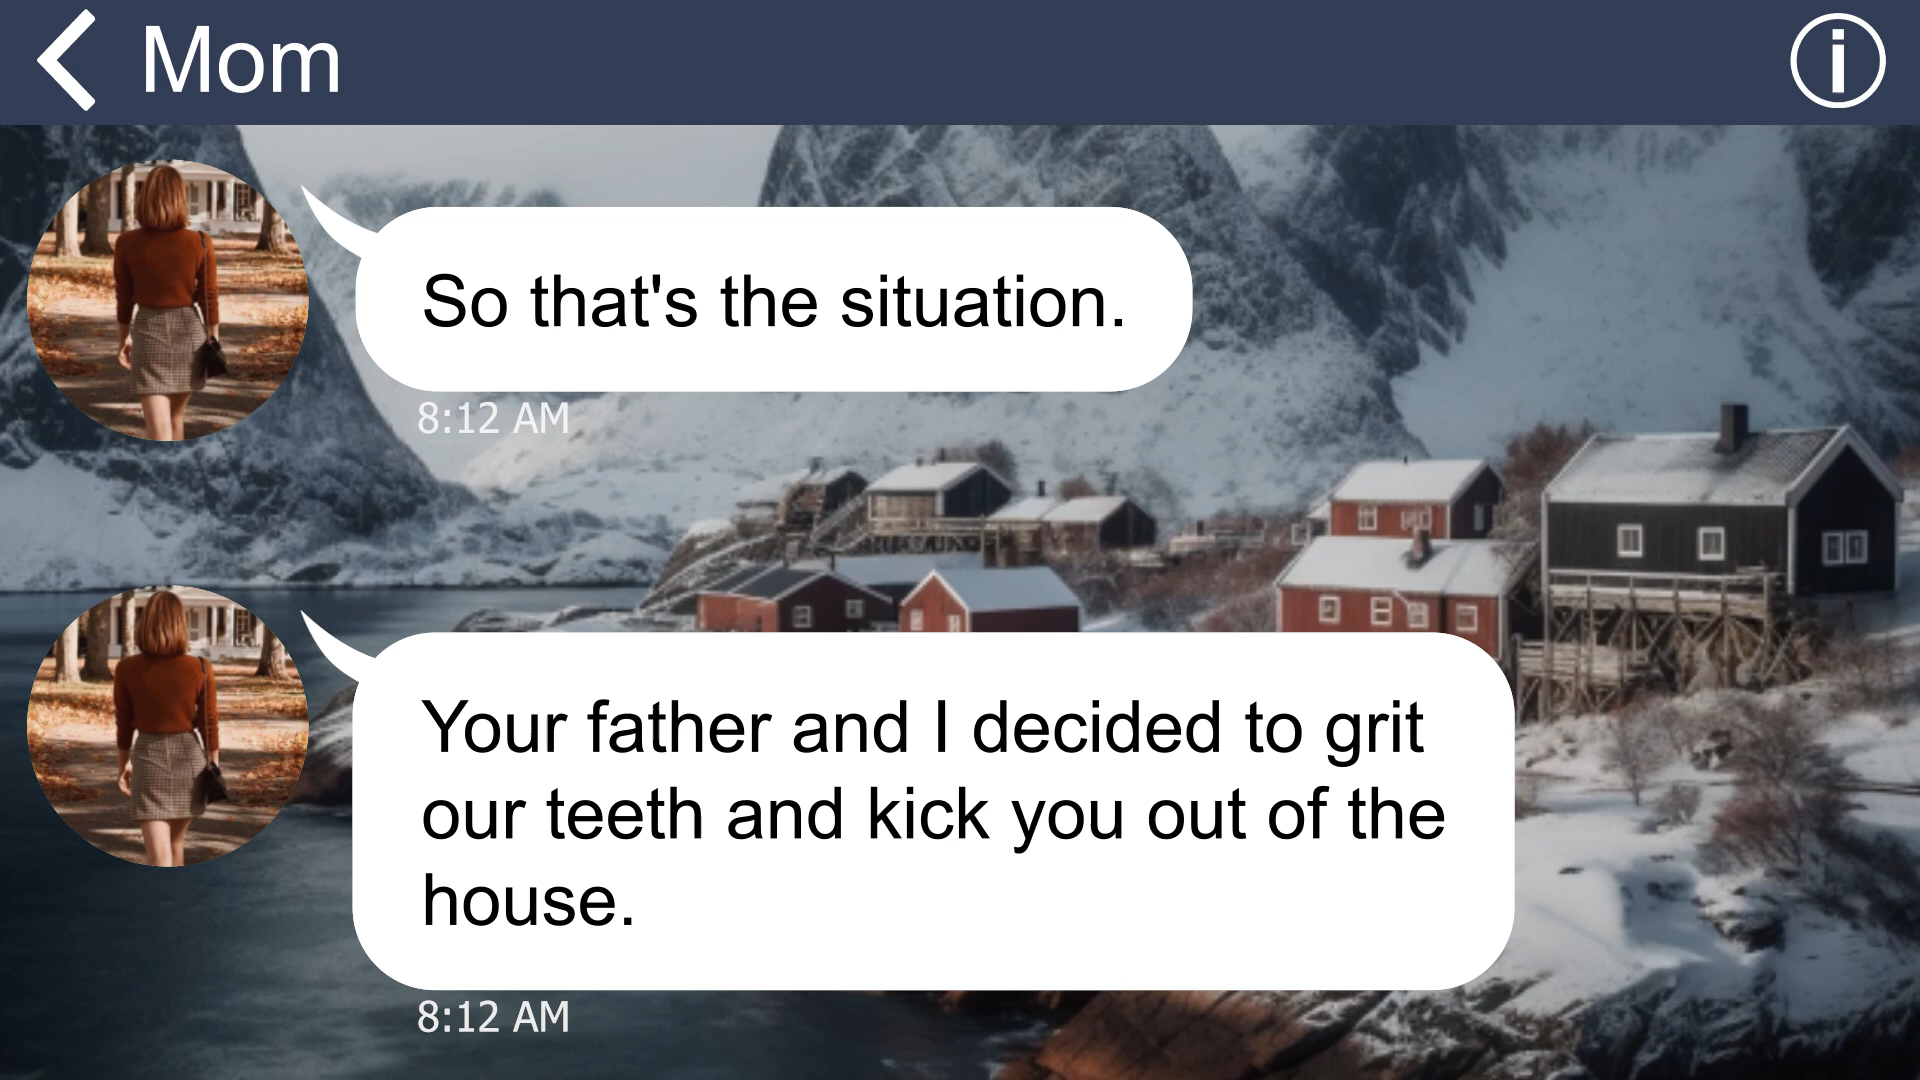 Mom
So that's the situation.
8:12 AM
Your father and I decided to grit
our teeth and kick you out of the
house.
8:12 AM